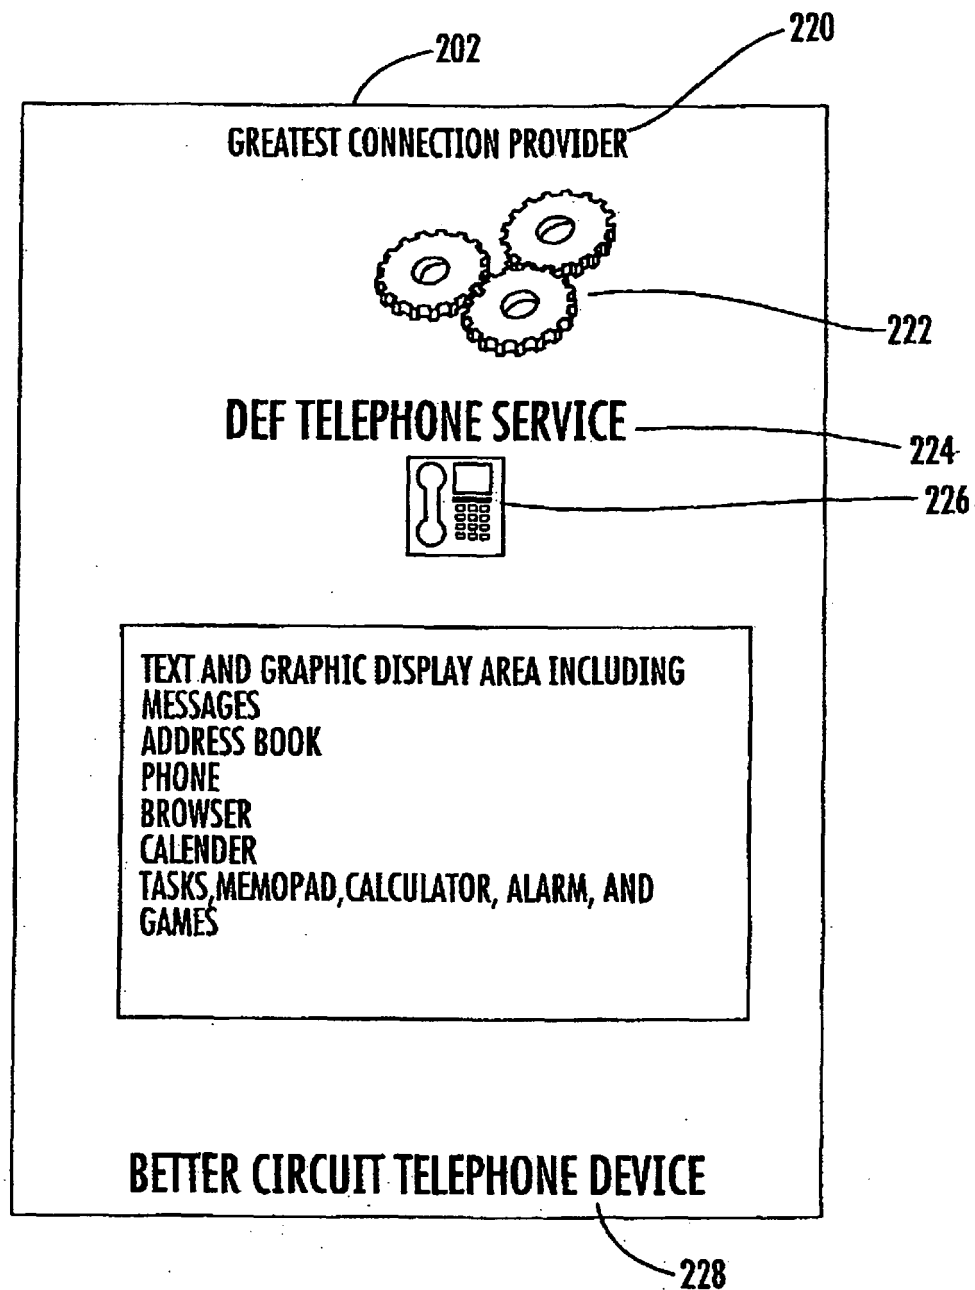 220
202
GREATEST CONNECTION PROVIDER
222
DEF TELEPHONE SERVICE
224
226
TEXT AND GRAPHIC DISPLAY AREA INCLUDING
MESSAGES
ADDRESS BOOK
PHONE
BROWSER
CALENDER
TASKS,MEMOPAD,CALCULATOR, ALARM, AND
GAMES
BETTER CIRCUIT TELEPHONE DEVICE
228